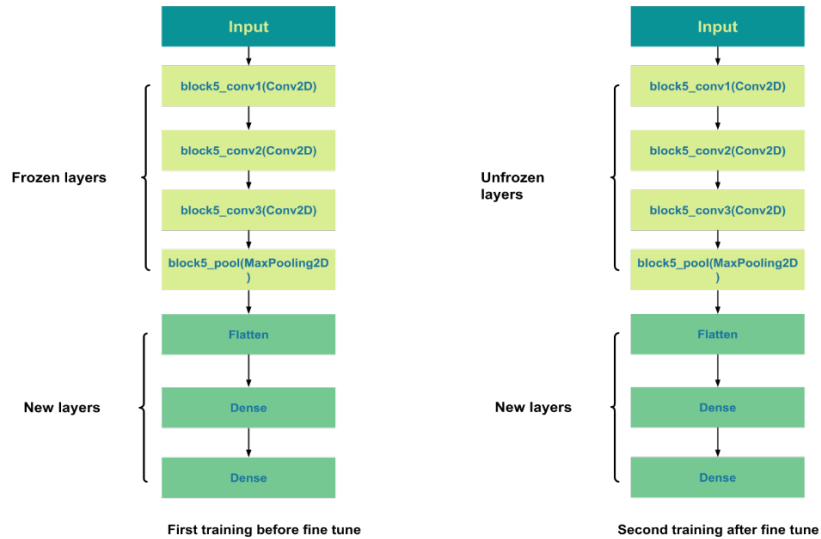 Input
block5_conv1(Conv2D)
block5_conv2(Conv2D)
Frozen layers
block5_conv3(Conv2D)
block5_pool(MaxPooling2D
)
Flatten
New layers
Dense
Dense
First training before fine tune
Input
block5_conv1(Conv2D)
block5_conv2(Conv2D)
Unfrozen
layers
block5_conv3(Conv2D)
block5_pool(MaxPooling2D
)
Flatten
New layers
Dense
Dense
Second training after fine tune